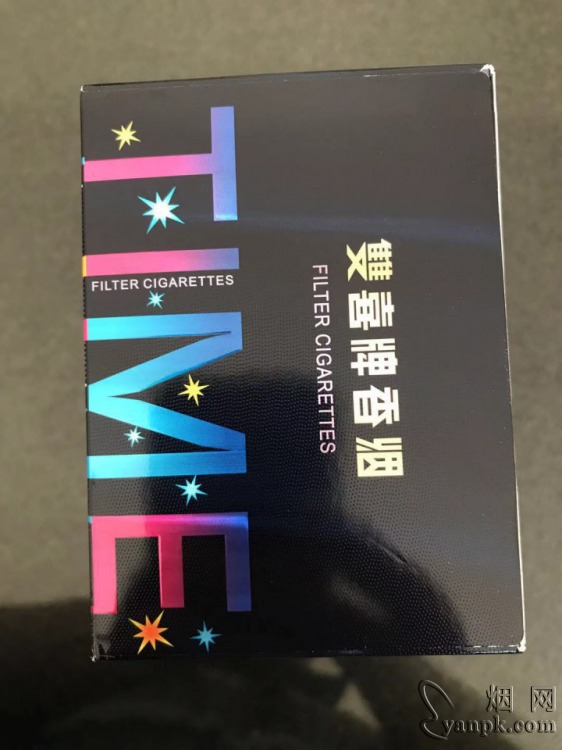 雙喜牌香烟
FILTER CIGARETTES
TIME
FILTER CIGARETTES
烟网
yanpk.com